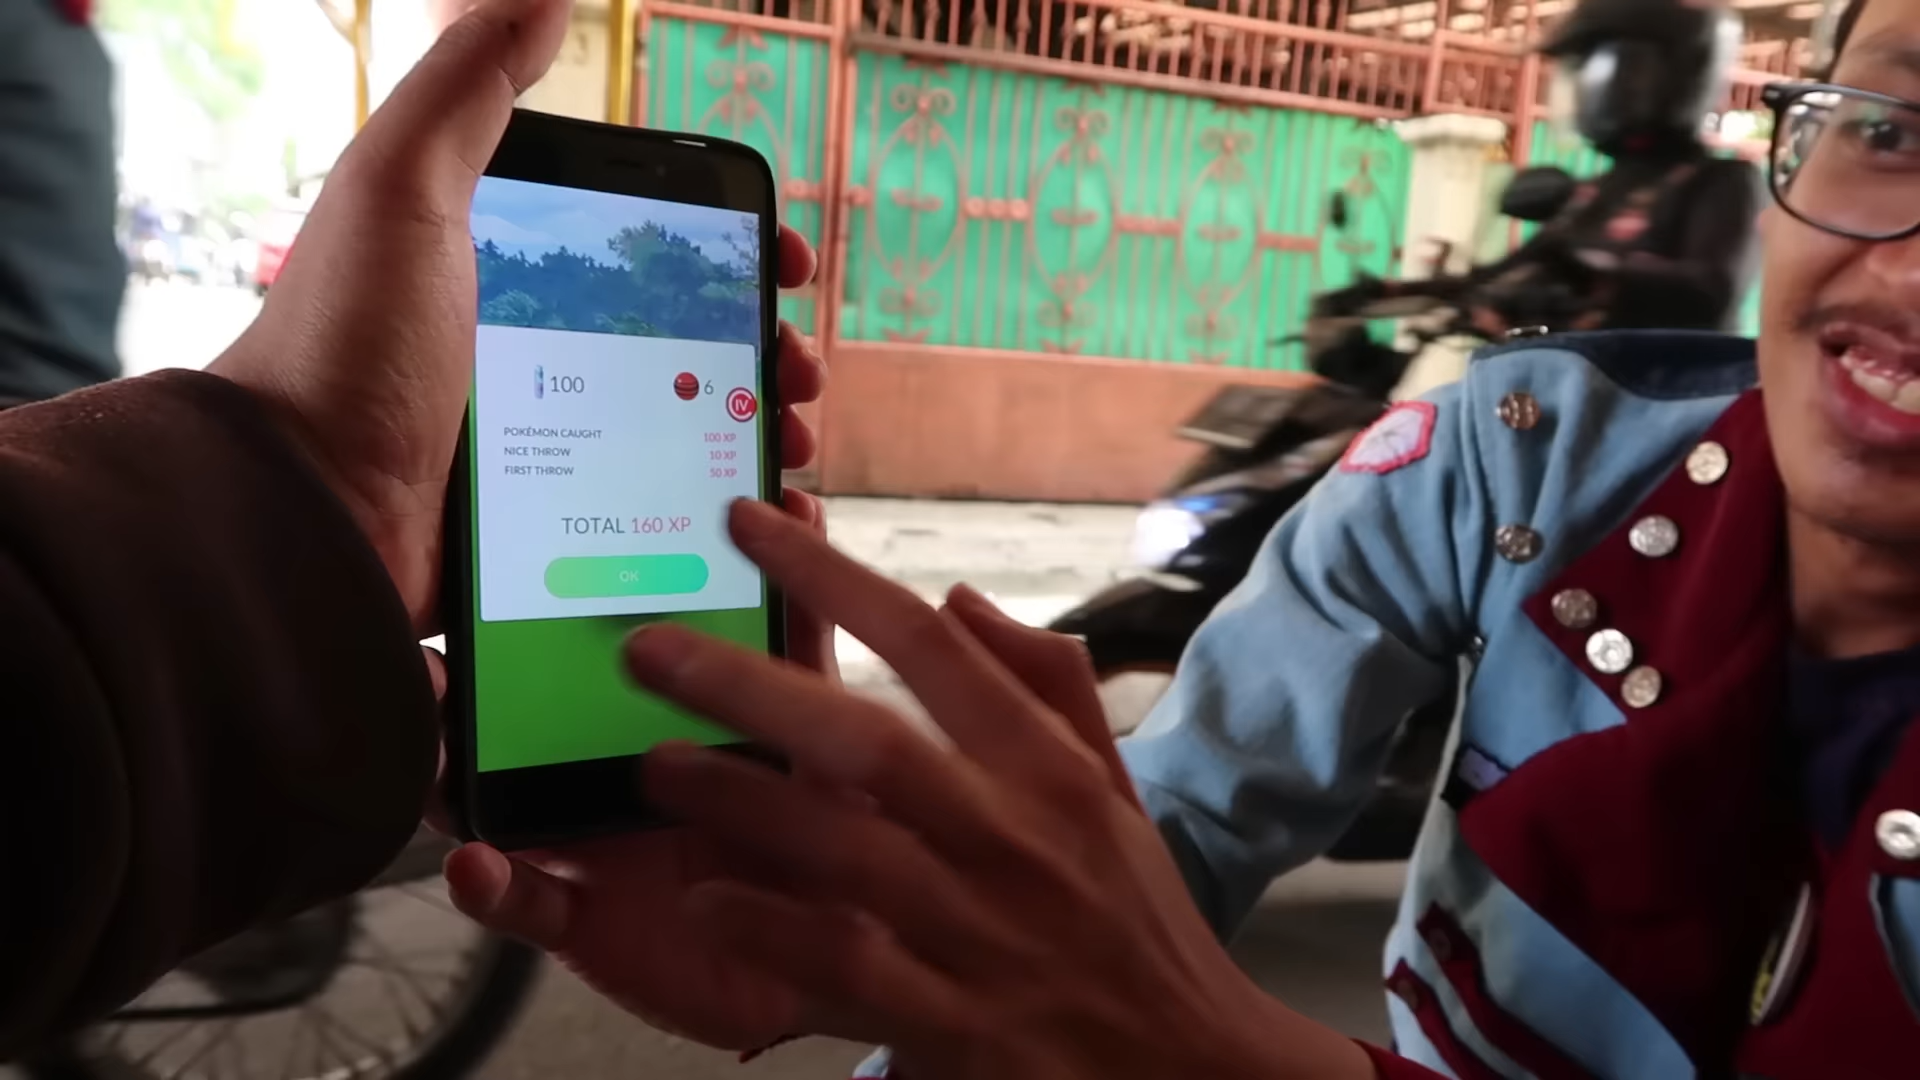 100 6
IV
POKÉMON CAUGHT 100 XP
NICE THROW 10 XP
FIRST THROW 50 XP
TOTAL 160 XP
OK